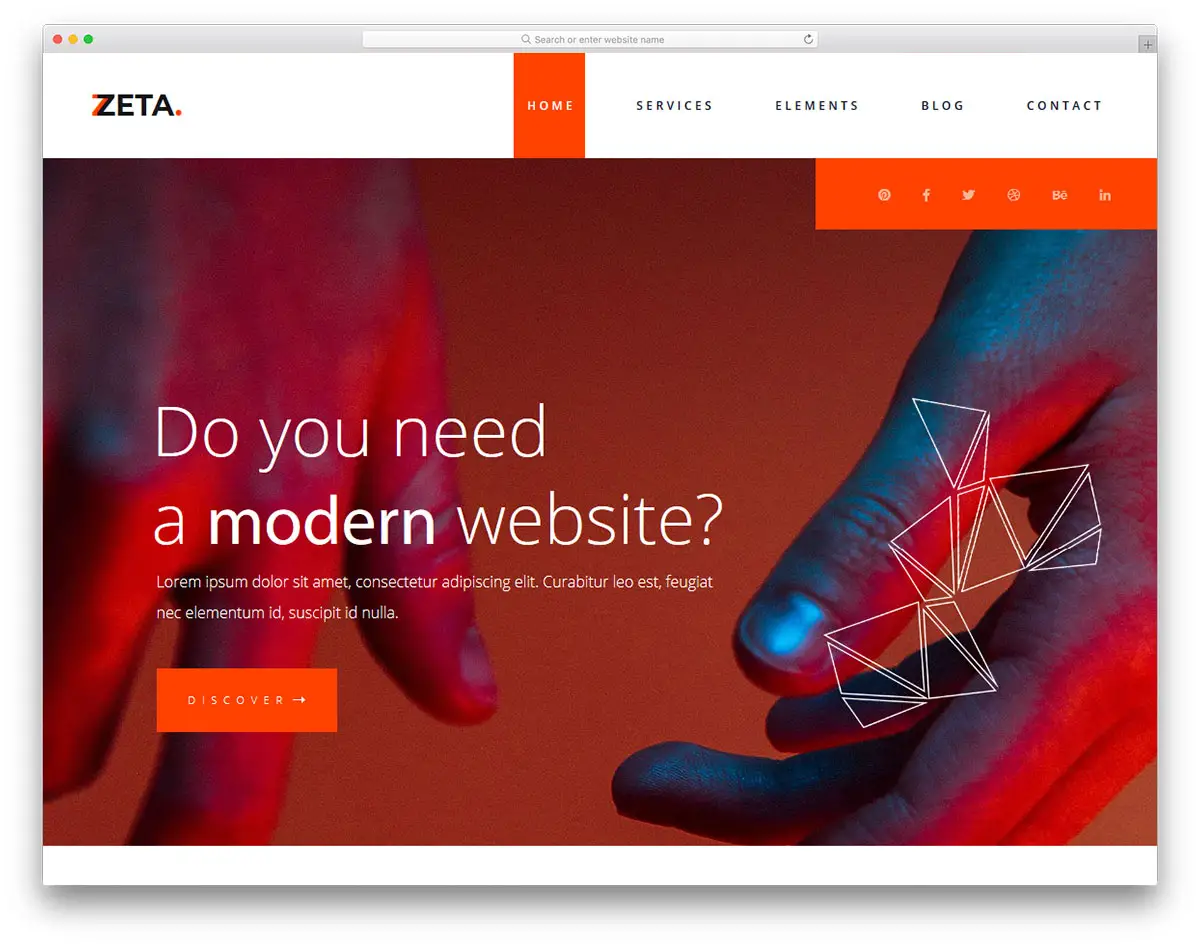 Search or enter website name
ZETA.
HOME SERVICES ELEMENTS BLOG CONTACT
Bē
in
Do you need
a modern website?
Lorem ipsum dolor sit amet, consectetur adipiscing elit. Curabitur leo est, feugiat
nec elementum id, suscipit id nulla.
DISCOVER →